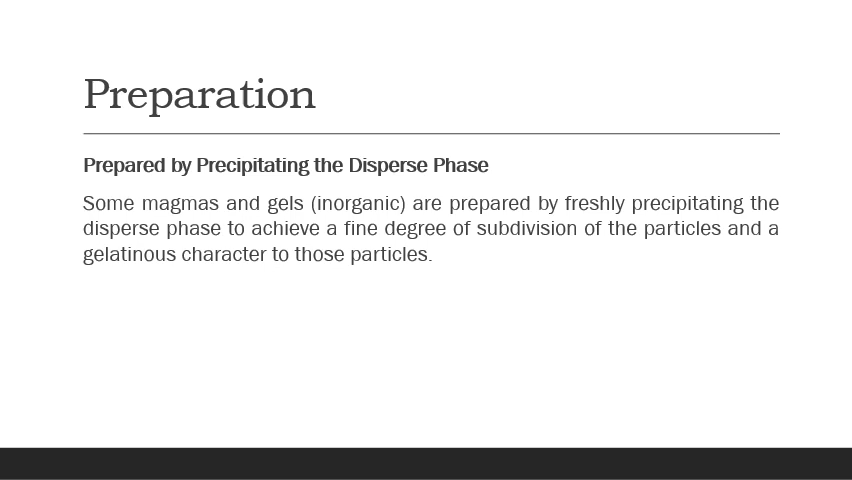 Preparation
Prepared by Precipitating the Disperse Phase
Some magmas and gels (inorganic) are prepared by freshly precipitating the
disperse phase to achieve a fine degree of subdivision of the particles and a
gelatinous character to those particles.